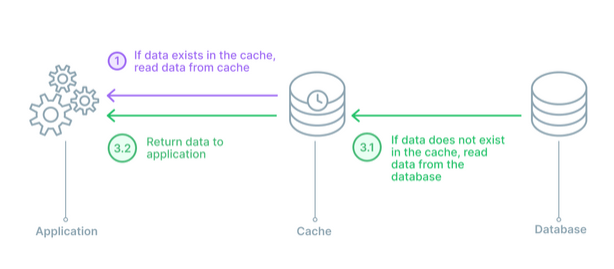 1
If data exists in the cache,
read data from cache
3.2
Return data to
application
3.1
If data does not exist
in the cache, read
data from the
database
Application
Cache
Database